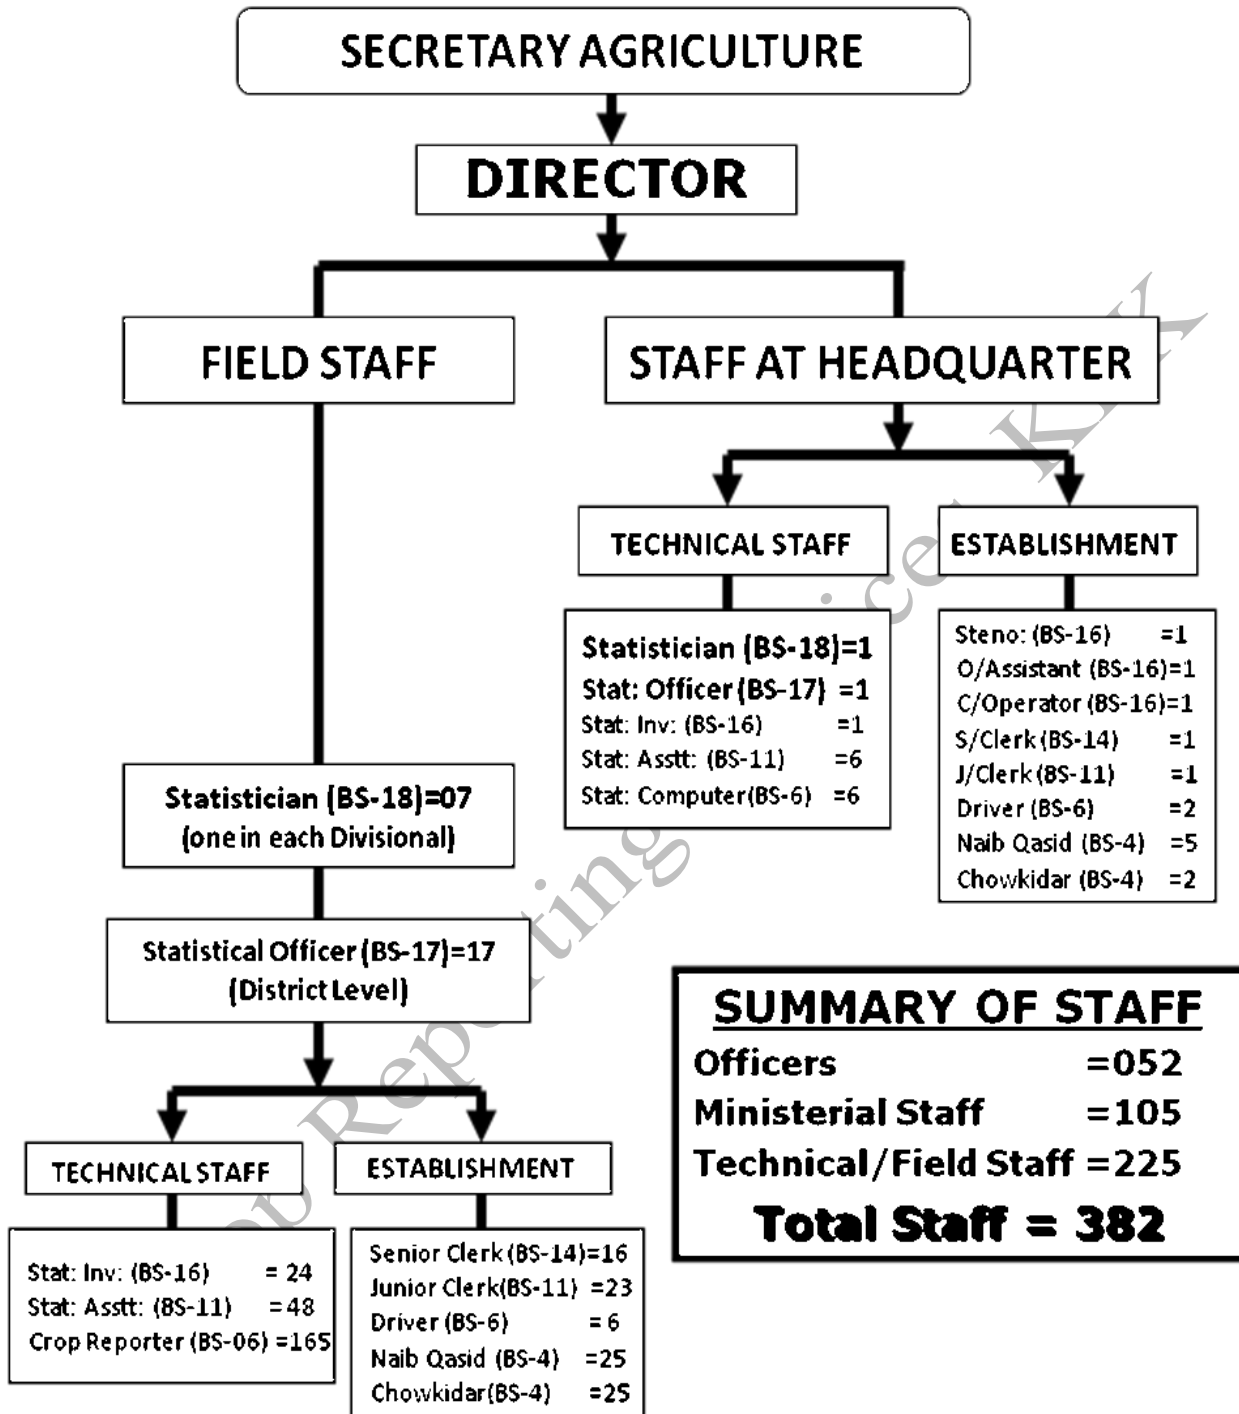 SECRETARY AGRICULTURE
DIRECTOR
FIELD STAFF
STAFF AT HEADQUARTER
TECHNICAL STAFF
ESTABLISHMENT
Statistician (BS-18)=1
Stat: Officer (BS-17) =1
Stat: Inv: (BS-16) =1
Stat: Asstt: (BS-11) =6
Stat: Computer(BS-6) =6
Steno: (BS-16) =1
O/Assistant (BS-16)=1
C/Operator (BS-16)=1
S/Clerk (BS-14) =1
J/Clerk (BS-11) =1
Driver (BS-6) =2
Naib Qasid (BS-4) =5
Chowkidar (BS-4) =2
Statistician (BS-18)=07
(one in each Divisional)
Statistical Officer (BS-17)=17
(District Level)
TECHNICAL STAFF
ESTABLISHMENT
Stat: Inv: (BS-16) = 24
Stat: Asstt: (BS-11) =48
Crop Reporter (BS-06) =165
Senior Clerk (BS-14)=16
Junior Clerk(BS-11) =23
Driver (BS-6) = 6
Naib Qasid (BS-4) =25
Chowkidar(BS-4) =25
SUMMARY OF STAFF
Officers =052
Ministerial Staff =105
Technical/Field Staff =225
Total Staff = 382
Reporting